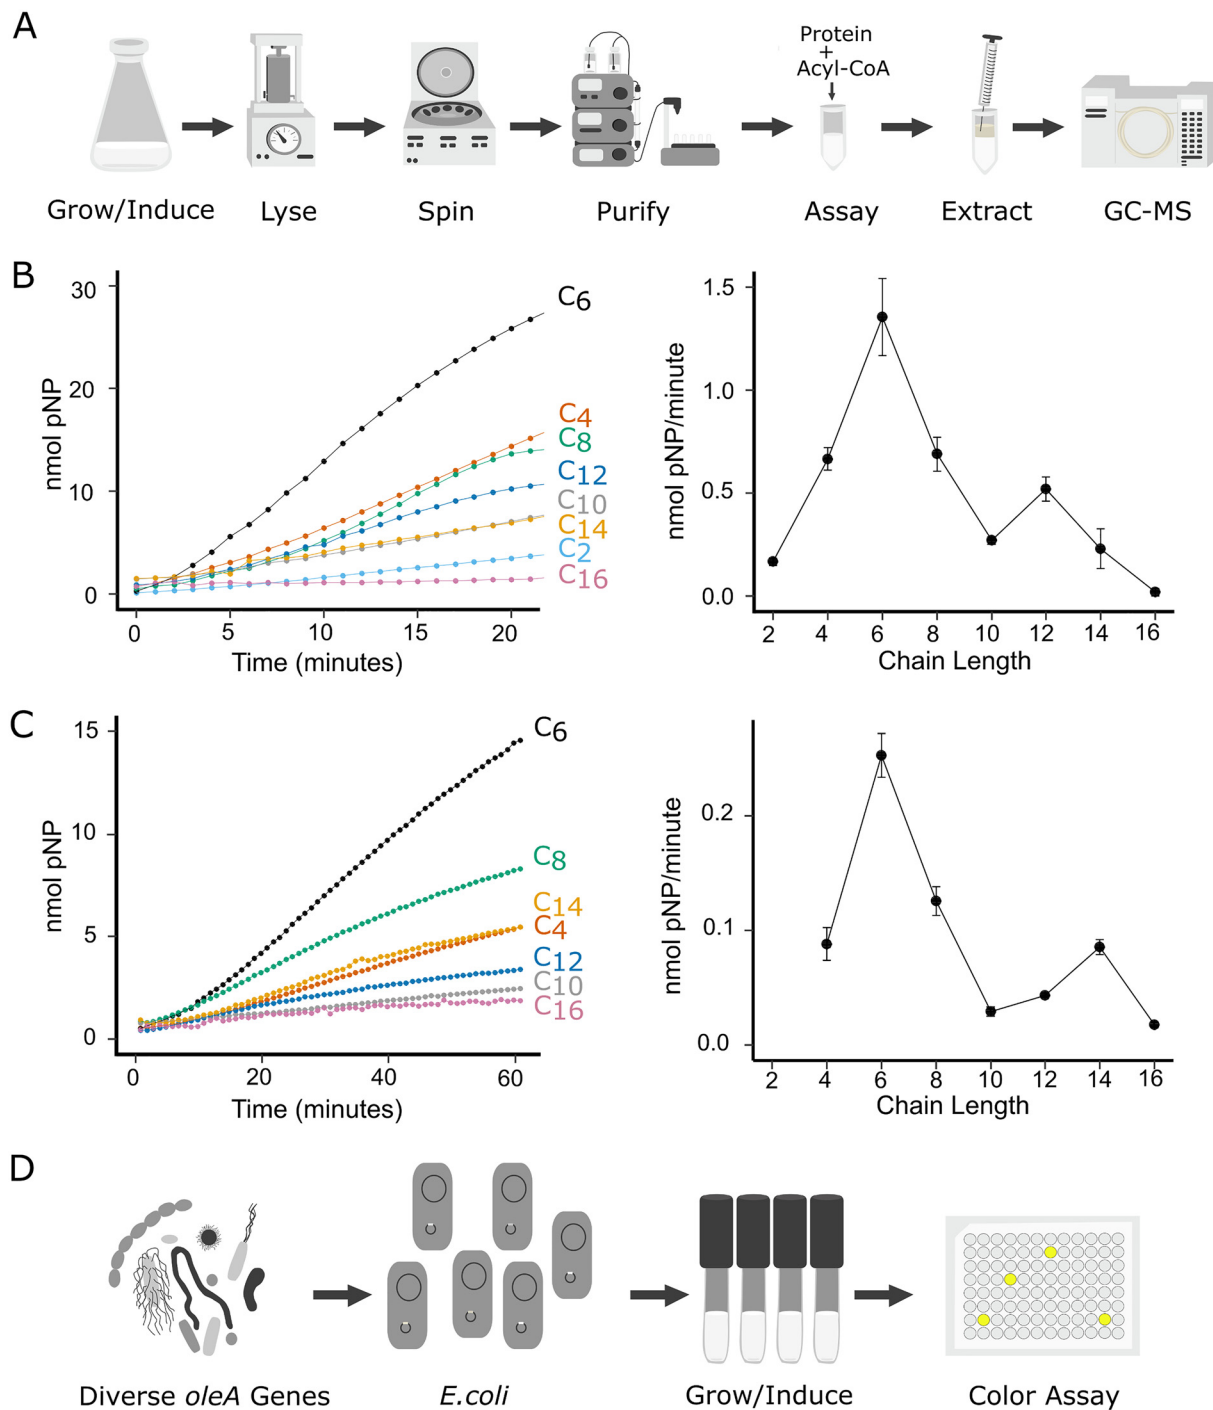 A
Protein
+
Acyl-CoA
Grow/Induce
Lyse
Spin
Purify
Assay
Extract
GC-MS
B
nmol pNP
30
20
10
0
0
5
10
15
20
Time (minutes)
C6
C4
C8
C12
C10
C14
C2
C16
nmol pNP/minute
1.5
1.0
0.5
0.0
2
4
6
8
10
12
14
16
Chain Length
C
nmol pNP
15
10
5
0
0
20
40
60
Time (minutes)
C6
C8
C14
C4
C12
C10
C16
nmol pNP/minute
0.2
0.1
0.0
2
4
6
8
10
12
14
16
Chain Length
D
Diverse oleA Genes
E.coli
Grow/Induce
Color Assay